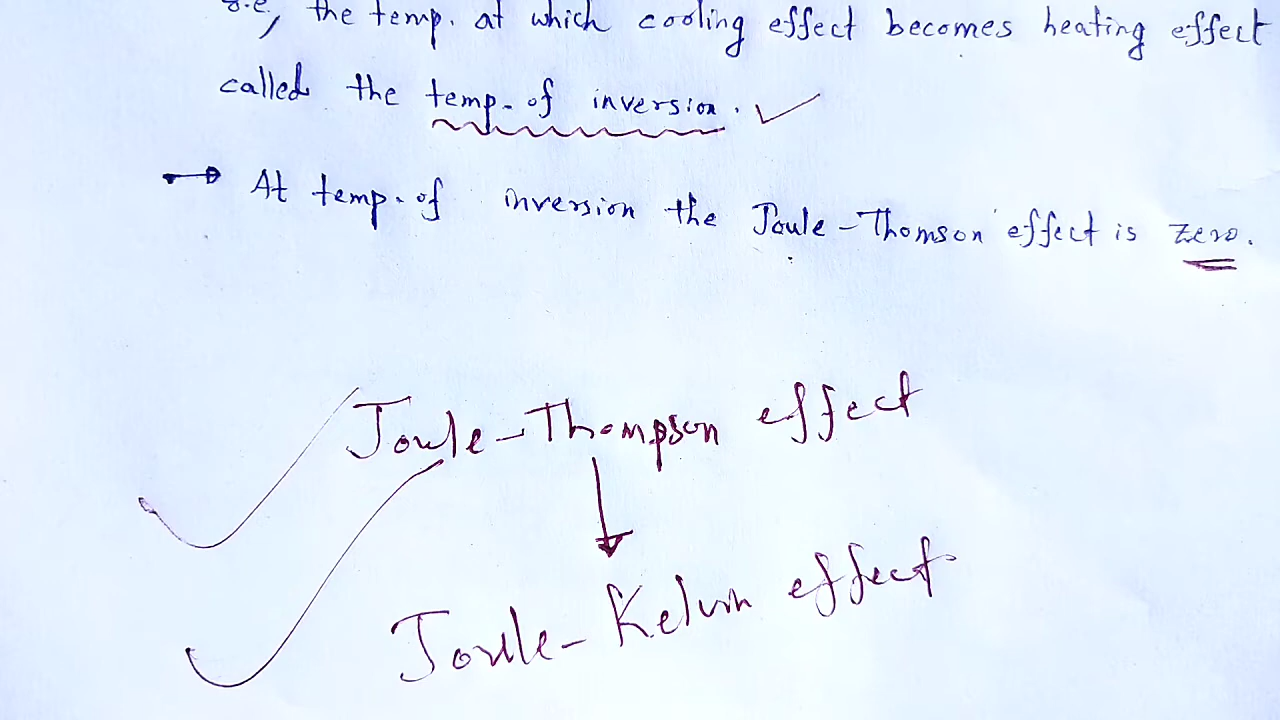 i.e, the temp. at which cooling effect becomes heating effect
called the temp. of inversion.
At temp. of inversion the Joule-Thomson effect is zero.
Joule-Thompson effect
Joule-Kelvin effect